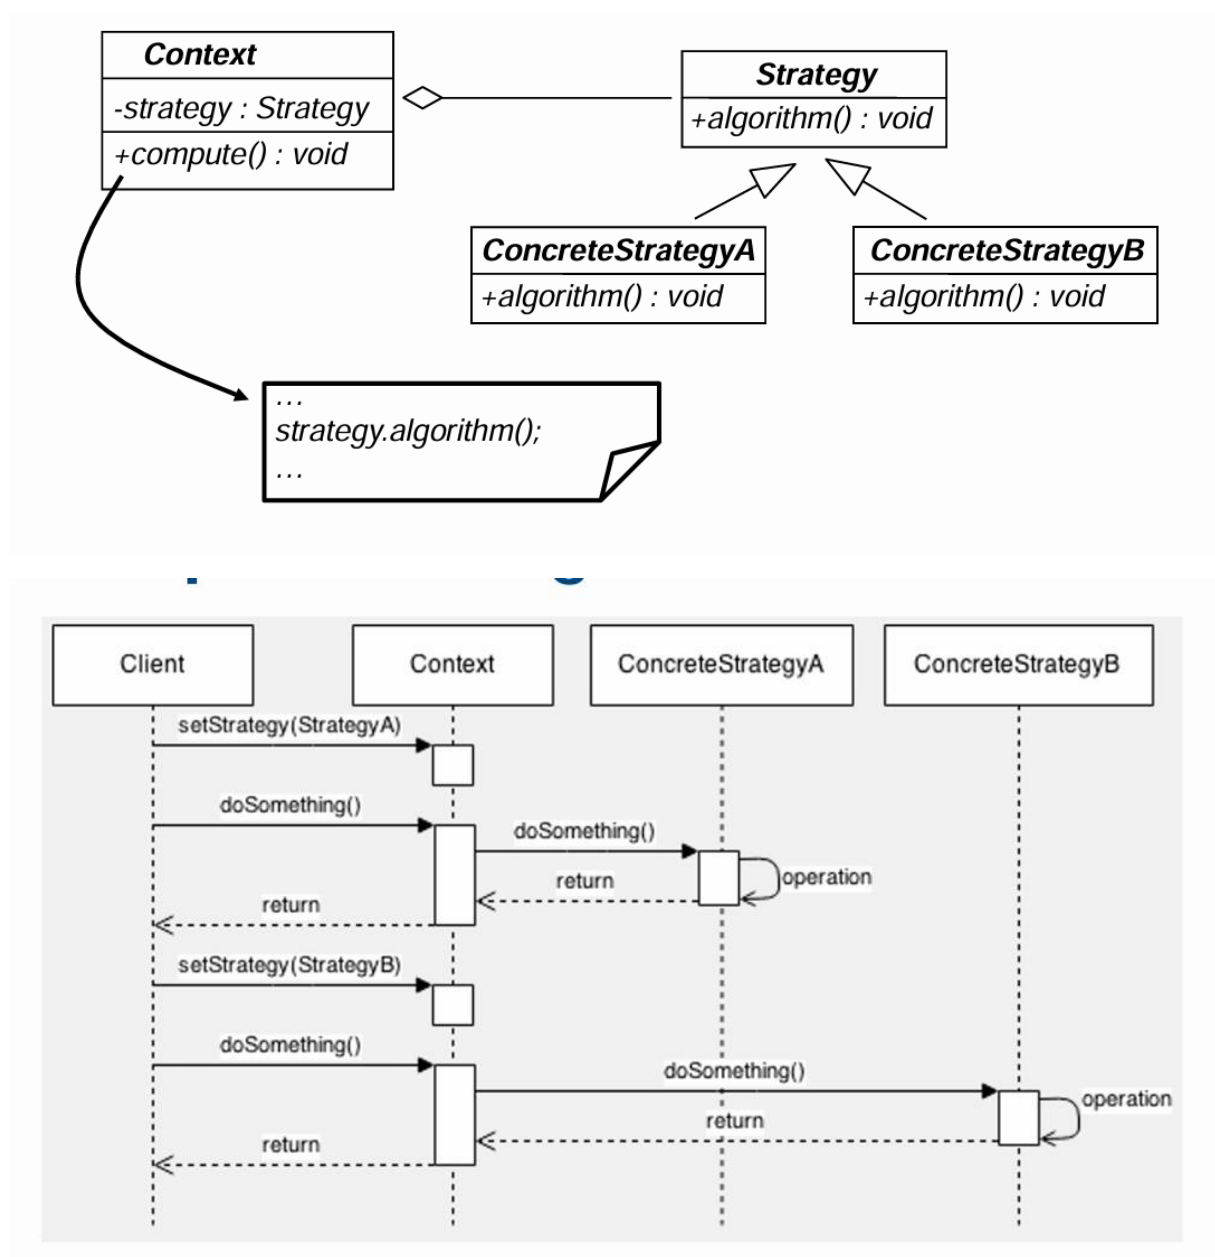 Context
-strategy : Strategy
+compute() : void
Strategy
+algorithm() : void
ConcreteStrategyA
+algorithm() : void
ConcreteStrategyB
+algorithm() : void
...
strategy.algorithm();
...
Client
Context
ConcreteStrategyA
ConcreteStrategyB
setStrategy(StrategyA)
doSomething()
doSomething()
operation
return
return
setStrategy(StrategyB)
doSomething()
doSomething()
operation
return
return